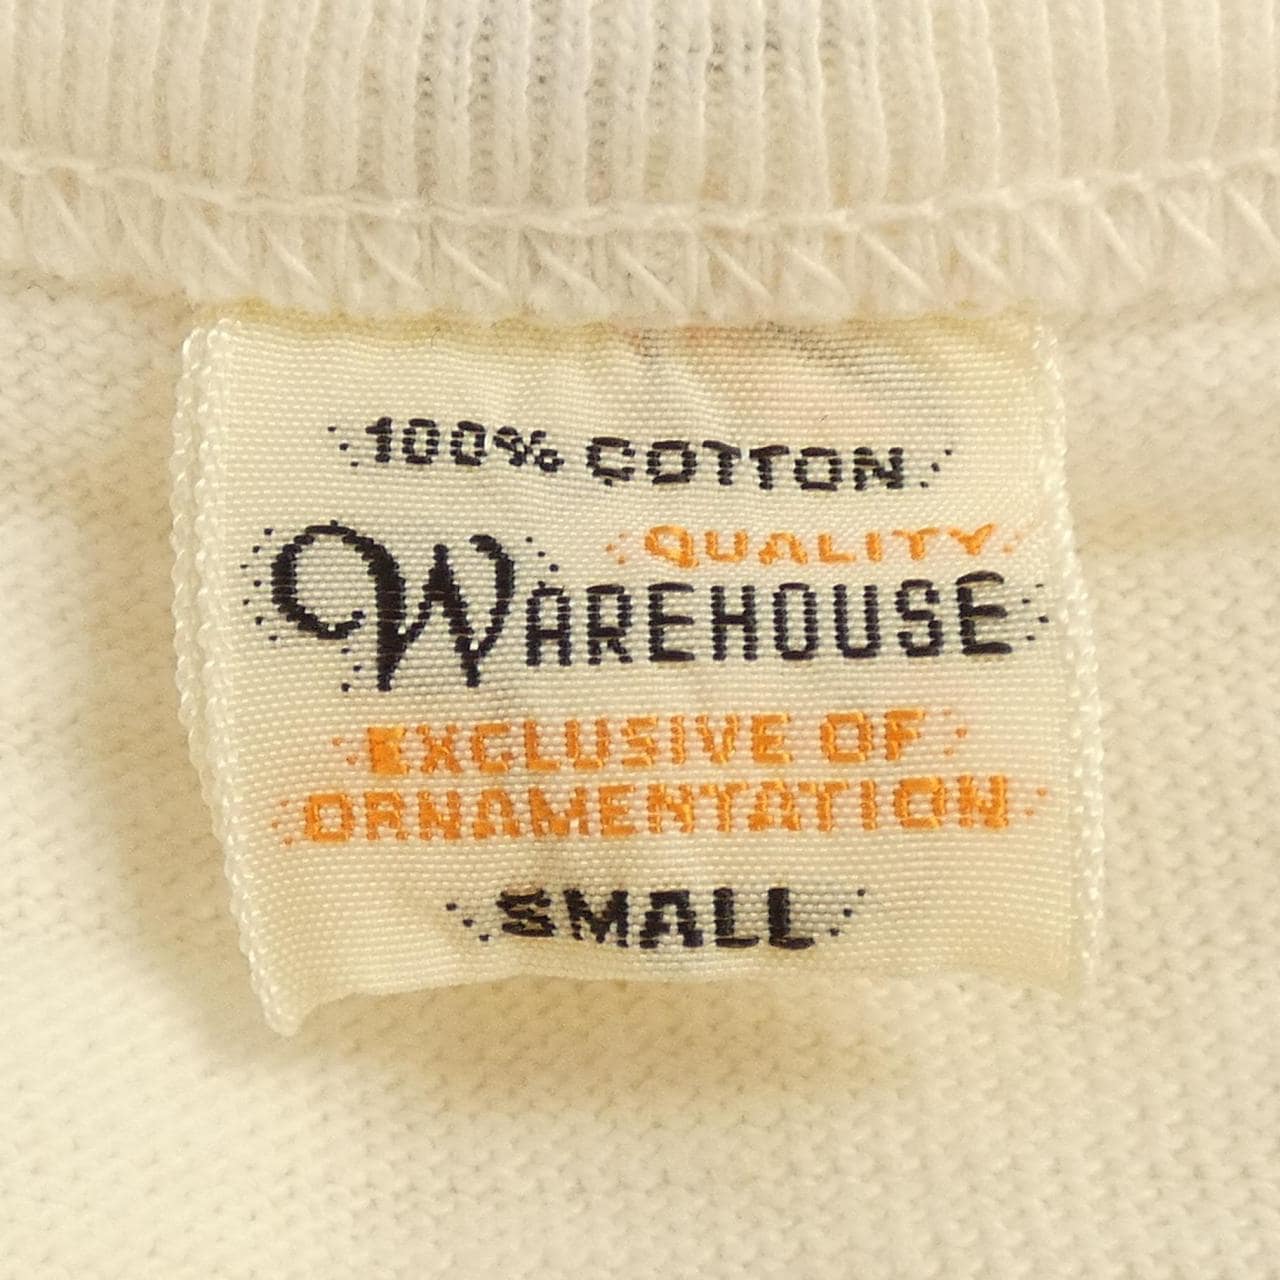 100% COTTON
QUALITY
WAREHOUSE
EXCLUSIVE OF
ORNAMENTATION
SMALL